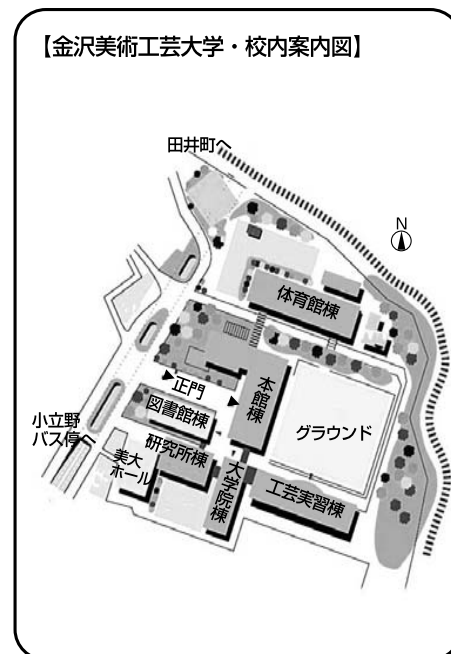 【金沢美術工芸大学・校内案内図】
田井町へ
N
体育館棟
正門
本館棟
図書館棟
グラウンド
小立野
バス停へ
研究所棟
美大
ホール
大学院棟
工芸実習棟